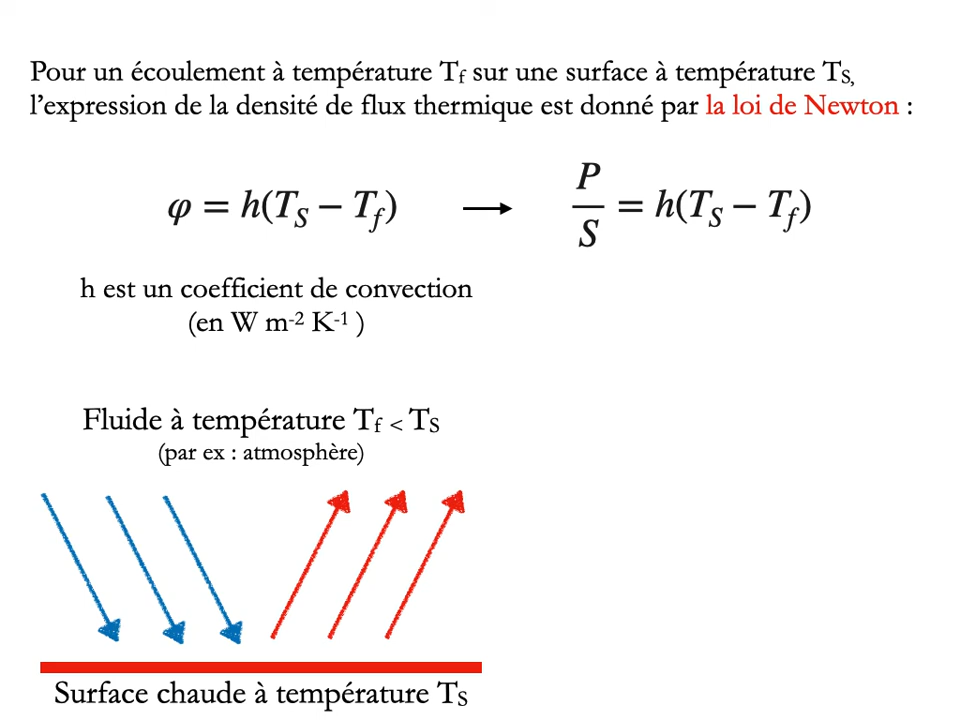 Pour un écoulement à température Tf sur une surface à température TS,
l'expression de la densité de flux thermique est donné par la loi de Newton :
φ = h(TS − Tf) → P/S = h(TS − Tf)
h est un coefficient de convection
(en W m-2 K-1 )
Fluide à température Tf < TS
(par ex : atmosphère)
Surface chaude à température TS